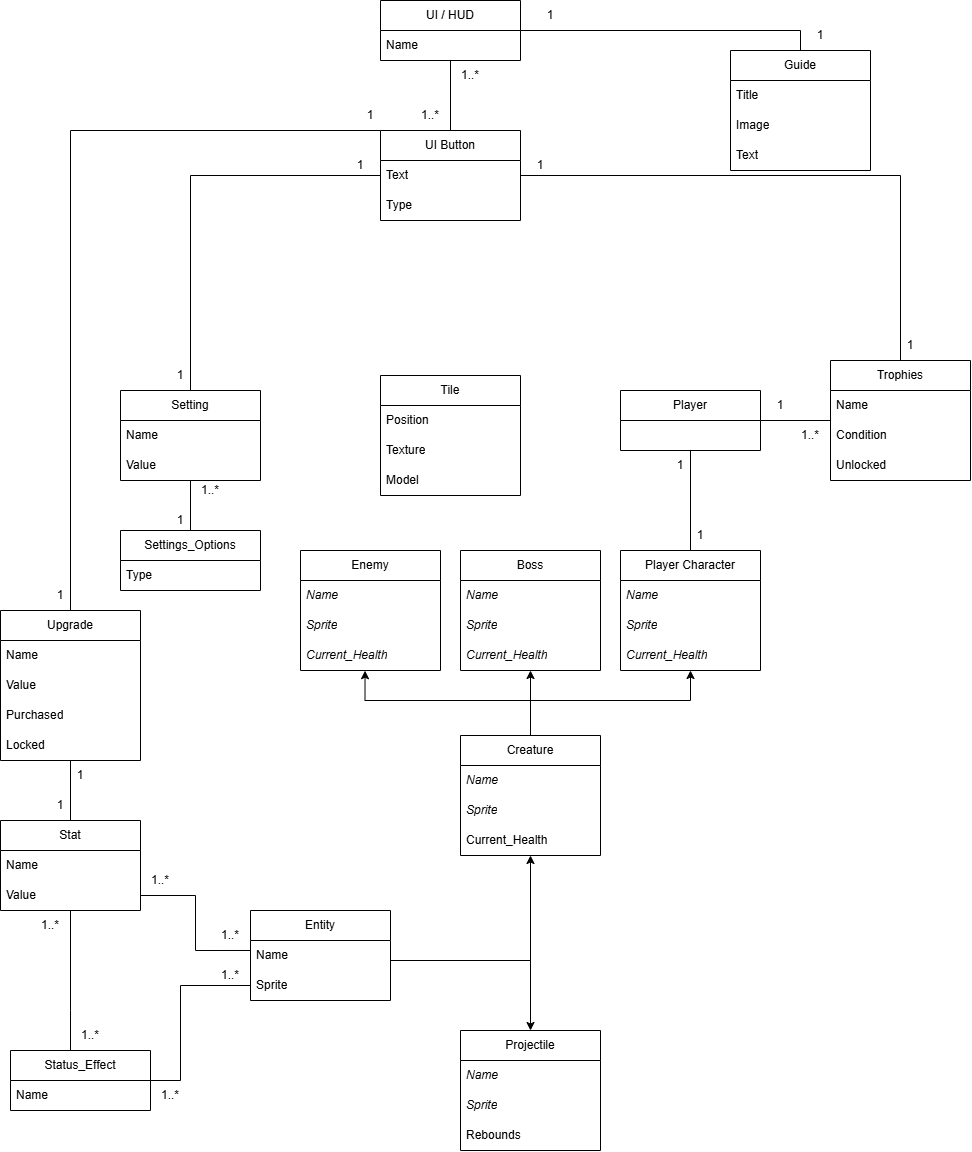 UI / HUD
Name
1
1
Guide
Title
Image
Text
1..*
1..*
1
UI Button
Text
Type
1
1
1
1
Setting
Name
Value
1..*
1
Settings_Options
Type
Tile
Position
Texture
Model
Player
1
1..*
Trophies
Name
Condition
Unlocked
1
1
Enemy
Name
Sprite
Current_Health
Boss
Name
Sprite
Current_Health
Player Character
Name
Sprite
Current_Health
1
Upgrade
Name
Value
Purchased
Locked
1
1
Creature
Name
Sprite
Current_Health
Stat
Name
Value
1..*
1..*
1..*
Entity
Name
Sprite
1..*
1..*
Status_Effect
Name
1..*
Projectile
Name
Sprite
Rebounds